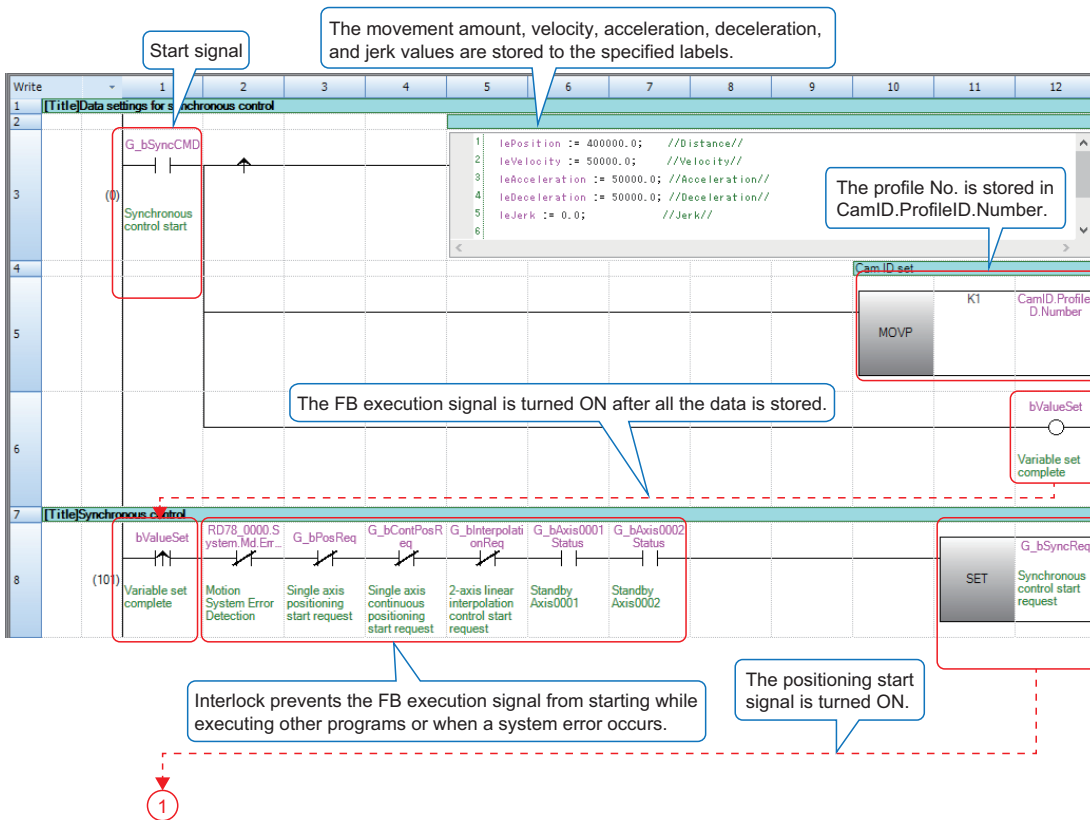 The movement amount, velocity, acceleration, deceleration,
and jerk values are stored to the specified labels.
Start signal
Write 1 2 3 4 5 6 7 8 9 10 11 12
1 [Title]Data settings for synchronous control
2
G_bSyncCMD
3 (0)
Synchronous
control start
1 lePosition := 400000.0; //Distance//
2 leVelocity := 50000.0; //Velocity//
3 leAcceleration := 50000.0; //Acceleration//
4 leDeceleration := 50000.0; //Deceleration//
5 leJerk := 0.0; //Jerk//
6
The profile No. is stored in
CamID.ProfileID.Number.
4 Cam ID set
5 MOVP K1 CamID.Profile
D.Number
The FB execution signal is turned ON after all the data is stored.
6 bValueSet
Variable set
complete
7 [Title]Synchronous control
8 (101)
bValueSet
Variable set
complete
RD78_0000.S
ystem.Md.Err...
Motion
System Error
Detection
G_bPosReq
Single axis
positioning
start request
G_bContPosR
eq
Single axis
continuous
positioning
start request
G_bInterpolati
onReq
2-axis linear
interpolation
control start
request
G_bAxis0001
Status
Standby
Axis0001
G_bAxis0002
Status
Standby
Axis0002
SET G_bSyncReq
Synchronous
control start
request
Interlock prevents the FB execution signal from starting while
executing other programs or when a system error occurs.
The positioning start
signal is turned ON.
1